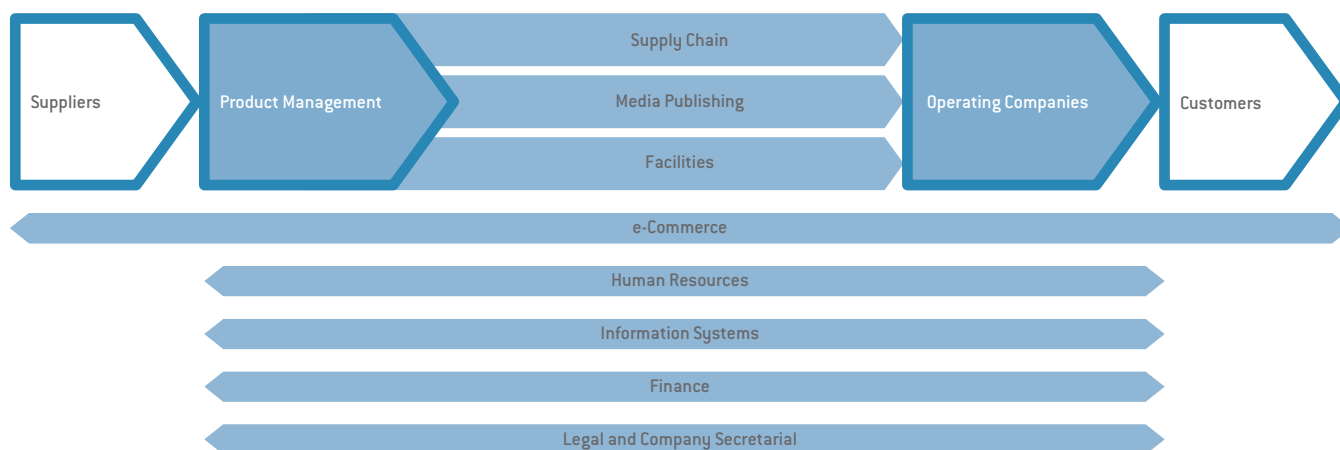 Supply Chain
Suppliers
Product Management
Media Publishing
Operating Companies
Customers
Facilities
e-Commerce
Human Resources
Information Systems
Finance
Legal and Company Secretarial